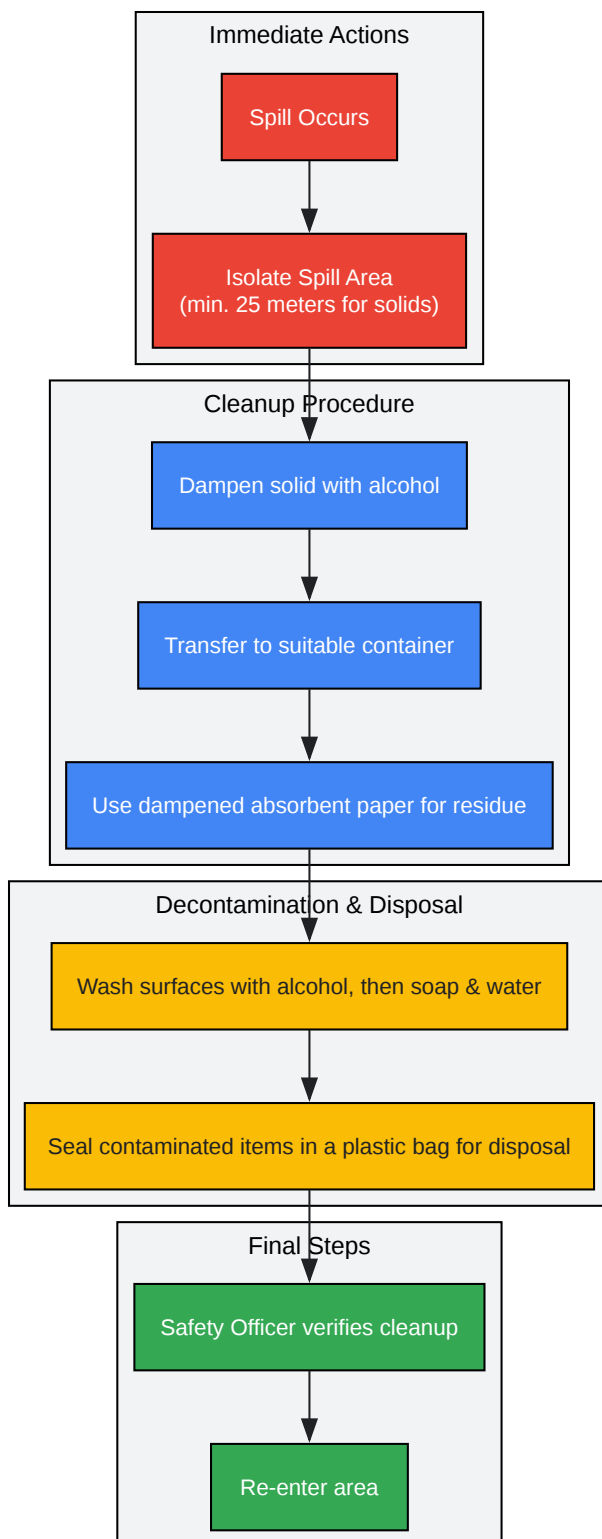 Immediate Actions
Spill Occurs
Isolate Spill Area
(min. 25 meters for solids)
Cleanup Procedure
Dampen solid with alcohol
Transfer to suitable container
Use dampened absorbent paper for residue
Decontamination & Disposal
Wash surfaces with alcohol, then soap & water
Seal contaminated items in a plastic bag for disposal
Final Steps
Safety Officer verifies cleanup
Re-enter area